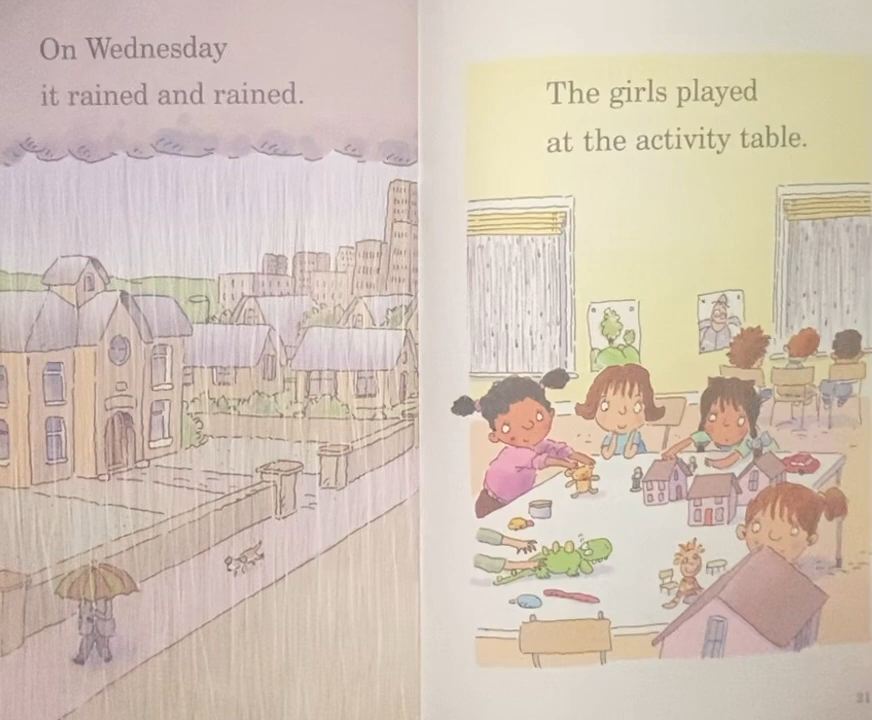 On Wednesday
it rained and rained.
The girls played
at the activity table.
21